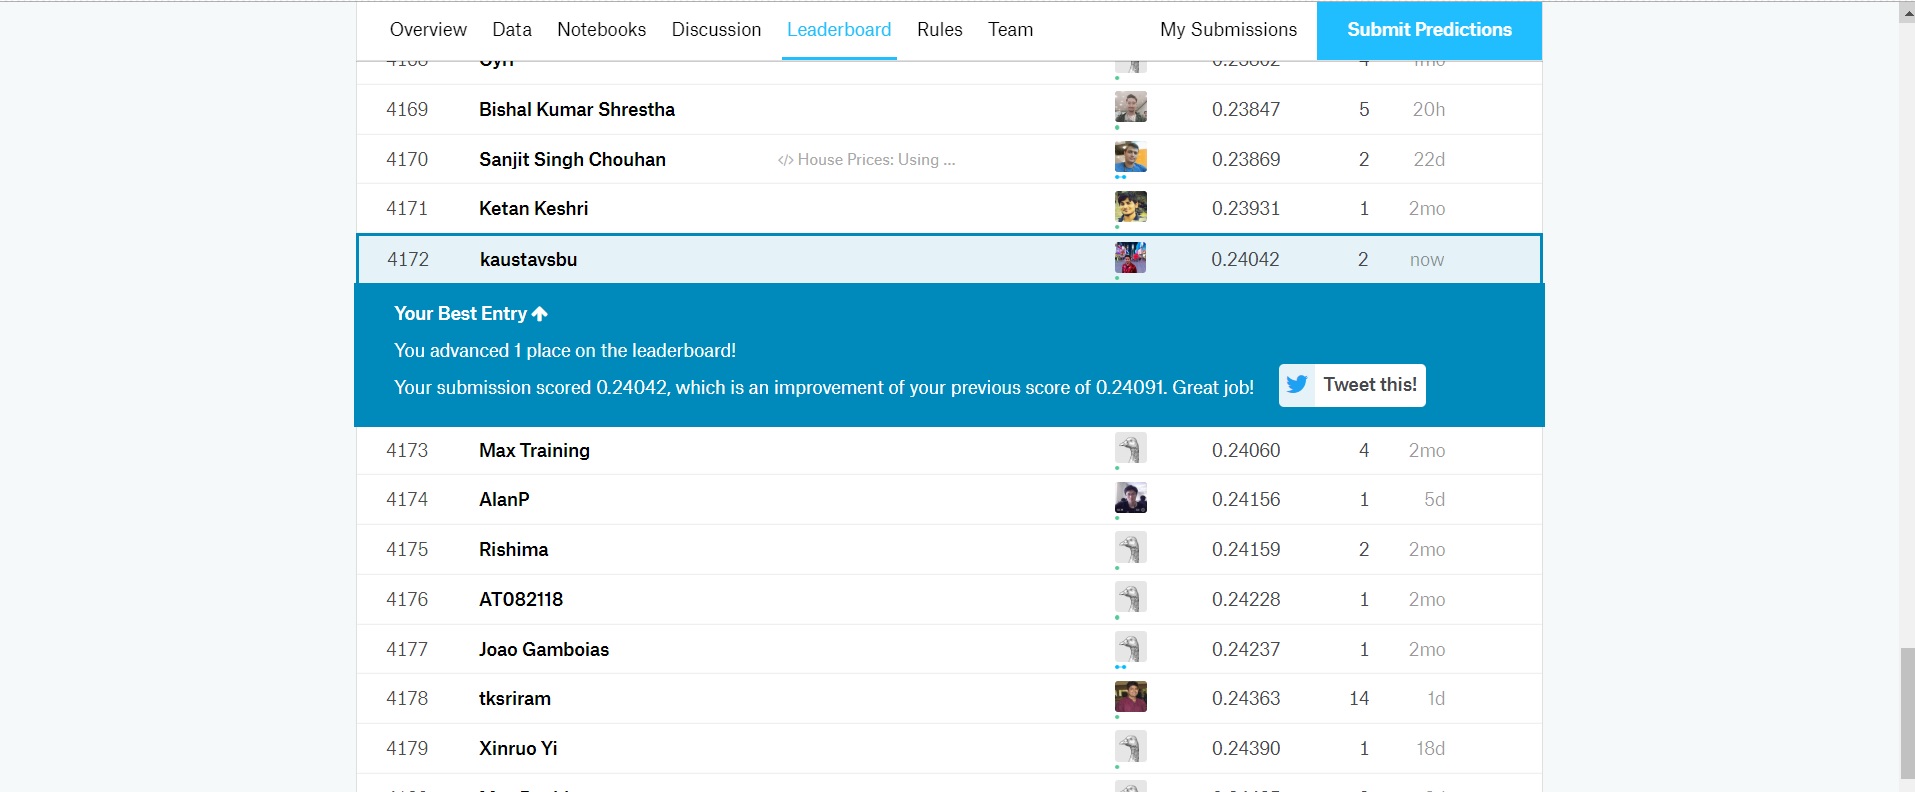 Overview Data Notebooks Discussion Leaderboard Rules Team My Submissions Submit Predictions
4169 Bishal Kumar Shrestha 0.23847 5 20h
4170 Sanjit Singh Chouhan </> House Prices: Using ... 0.23869 2 22d
4171 Ketan Keshri 0.23931 1 2mo
4172 kaustavsbu 0.24042 2 now
Your Best Entry ↑
You advanced 1 place on the leaderboard!
Your submission scored 0.24042, which is an improvement of your previous score of 0.24091. Great job! Tweet this!
4173 Max Training 0.24060 4 2mo
4174 AlanP 0.24156 1 5d
4175 Rishima 0.24159 2 2mo
4176 AT082118 0.24228 1 2mo
4177 Joao Gamboias 0.24237 1 2mo
4178 tksriram 0.24363 14 1d
4179 Xinruo Yi 0.24390 1 18d